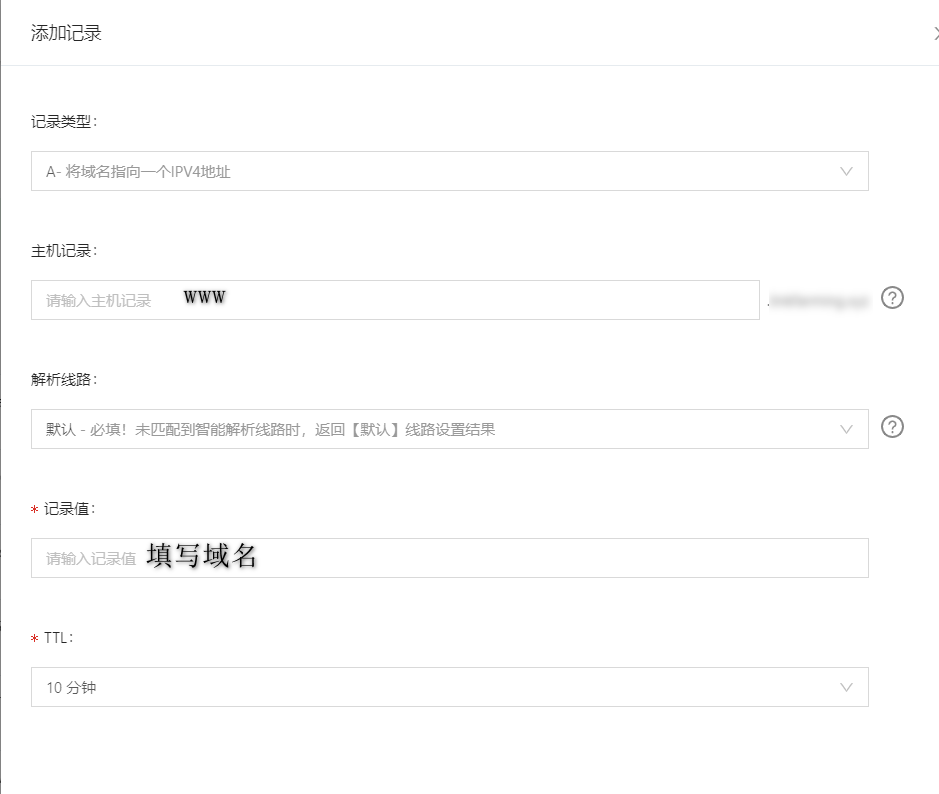 添加记录
记录类型：
A- 将域名指向一个IPV4地址
主机记录：
请输入主机记录 www
解析线路：
默认 - 必填！未匹配到智能解析线路时，返回【默认】线路设置结果
* 记录值：
请输入记录值 填写域名
* TTL：
10 分钟